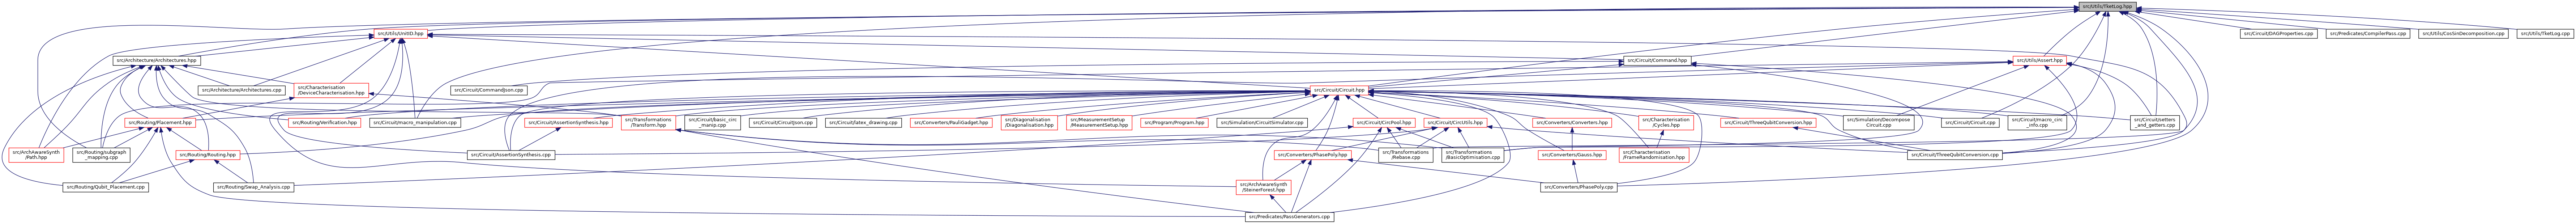 src/Utils/TketLog.hpp
src/Utils/UnitID.hpp
src/Circuit/DAGProperties.cpp
src/Predicates/CompilerPass.cpp
src/Utils/CosSinDecomposition.cpp
src/Utils/TketLog.cpp
src/Architecture/Architectures.hpp
src/Circuit/Command.hpp
src/Utils/Assert.hpp
src/Architecture/Architectures.cpp
src/Characterisation
/DeviceCharacterisation.hpp
src/Circuit/CommandJson.cpp
src/Circuit/Circuit.hpp
src/Routing/Placement.hpp
src/Routing/Verification.hpp
src/Circuit/macro_manipulation.cpp
src/Circuit/AssertionSynthesis.hpp
src/Transformations
/Transform.hpp
src/Circuit/basic_circ
_manip.cpp
src/Circuit/CircuitJson.cpp
src/Circuit/latex_drawing.cpp
src/Converters/PauliGadget.hpp
src/Diagonalisation
/Diagonalisation.hpp
src/MeasurementSetup
/MeasurementSetup.hpp
src/Program/Program.hpp
src/Simulation/CircuitSimulator.cpp
src/Circuit/CircPool.hpp
src/Circuit/CircUtils.hpp
src/Converters/Converters.hpp
src/Characterisation
/Cycles.hpp
src/Circuit/ThreeQubitConversion.hpp
src/Simulation/Decompose
Circuit.cpp
src/Circuit/Circuit.cpp
src/Circuit/macro_circ
_info.cpp
src/Circuit/setters
_and_getters.cpp
src/ArchAwareSynth
/Path.hpp
src/Routing/subgraph
_mapping.cpp
src/Routing/Routing.hpp
src/Circuit/AssertionSynthesis.cpp
src/Converters/PhasePoly.hpp
src/Transformations
/Rebase.cpp
src/Transformations
/BasicOptimisation.cpp
src/Converters/Gauss.hpp
src/Characterisation
/FrameRandomisation.hpp
src/Circuit/ThreeQubitConversion.cpp
src/Routing/Qubit_Placement.cpp
src/Routing/Swap_Analysis.cpp
src/ArchAwareSynth
/SteinerForest.hpp
src/Converters/PhasePoly.cpp
src/Predicates/PassGenerators.cpp